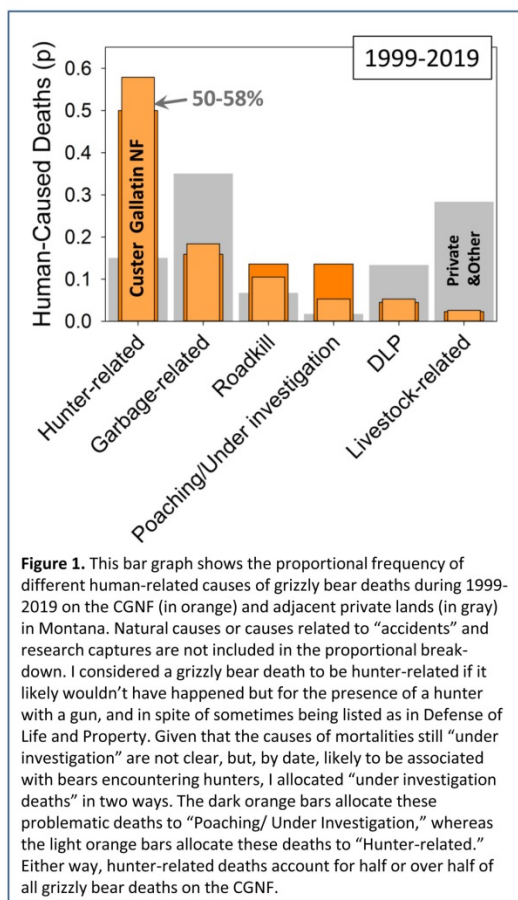 1999-2019
Human-Caused Deaths (p)
0.6
0.5
0.4
0.3
0.2
0.1
0.0
50-58%
Custer Gallatin NF
Private
&Other
Hunter-related
Garbage-related
Roadkill
Poaching/Under investigation
DLP
Livestock-related
Figure 1. This bar graph shows the proportional frequency of
different human-related causes of grizzly bear deaths during 1999-
2019 on the CGNF (in orange) and adjacent private lands (in gray)
in Montana. Natural causes or causes related to “accidents” and
research captures are not included in the proportional break-
down. I considered a grizzly bear death to be hunter-related if it
likely wouldn’t have happened but for the presence of a hunter
with a gun, and in spite of sometimes being listed as in Defense of
Life and Property. Given that the causes of mortalities still “under
investigation” are not clear, but, by date, likely to be associated
with bears encountering hunters, I allocated “under investigation
deaths” in two ways. The dark orange bars allocate these
problematic deaths to “Poaching/ Under Investigation,” whereas
the light orange bars allocate these deaths to “Hunter-related.”
Either way, hunter-related deaths account for half or over half of
all grizzly bear deaths on the CGNF.